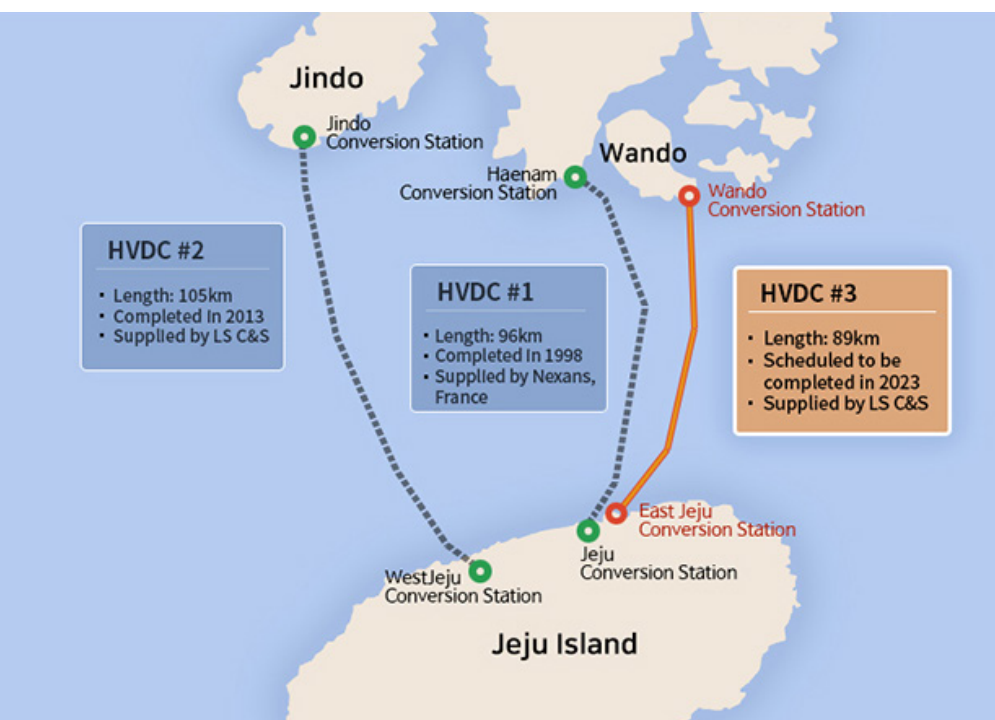 Jindo
Jindo
Conversion Station
Wando
Haenam
Conversion Station
Wando
Conversion Station
HVDC #2
▪ Length: 105km
▪ Completed in 2013
▪ Supplied by LS C&S
HVDC #1
▪ Length: 96km
▪ Completed in 1998
▪ Supplied by Nexans,
France
HVDC #3
▪ Length: 89km
▪ Scheduled to be
completed in 2023
▪ Supplied by LS C&S
East Jeju
Conversion Station
Jeju
Conversion Station
WestJeju
Conversion Station
Jeju Island